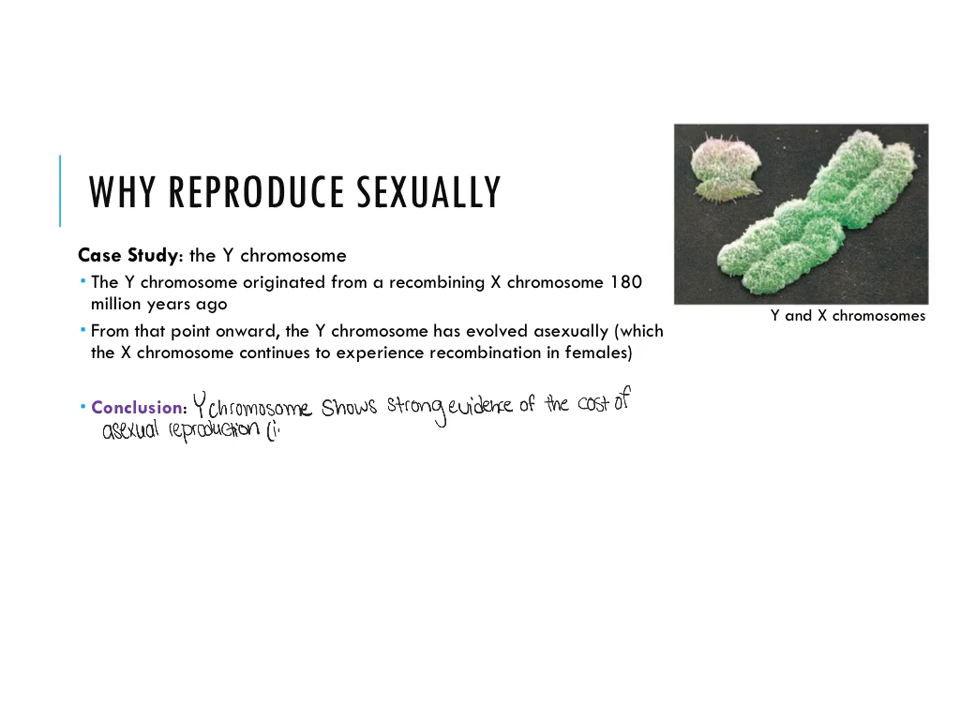 WHY REPRODUCE SEXUALLY
Case Study: the Y chromosome
▪ The Y chromosome originated from a recombining X chromosome 180
million years ago
▪ From that point onward, the Y chromosome has evolved asexually (which
the X chromosome continues to experience recombination in females)
Y and X chromosomes
▪ Conclusion: Y chromosome shows strong evidence of the cost of
asexual reproduction (i.